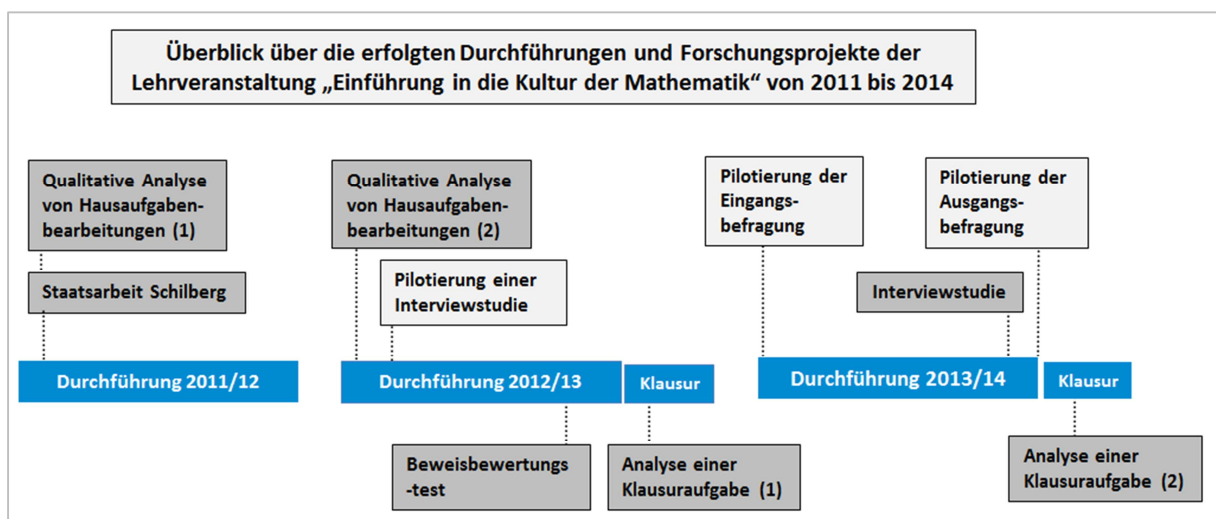 Überblick über die erfolgten Durchführungen und Forschungsprojekte der
Lehrveranstaltung „Einführung in die Kultur der Mathematik“ von 2011 bis 2014
Qualitative Analyse
von Hausaufgaben-
bearbeitungen (1)
Staatsarbeit Schilberg
Durchführung 2011/12
Qualitative Analyse
von Hausaufgaben-
bearbeitungen (2)
Pilotierung einer
Interviewstudie
Durchführung 2012/13
Klausur
Beweisbewertungs
-test
Analyse einer
Klausuraufgabe (1)
Pilotierung der
Eingangs-
befragung
Pilotierung der
Ausgangs-
befragung
Interviewstudie
Durchführung 2013/14
Klausur
Analyse einer
Klausuraufgabe (2)